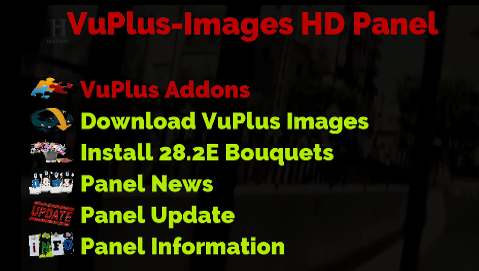 VuPlus-Images HD Panel
VuPlus Addons
Download VuPlus Images
Install 28.2E Bouquets
Panel News
UPDATE
Panel Update
INFO
Panel Information